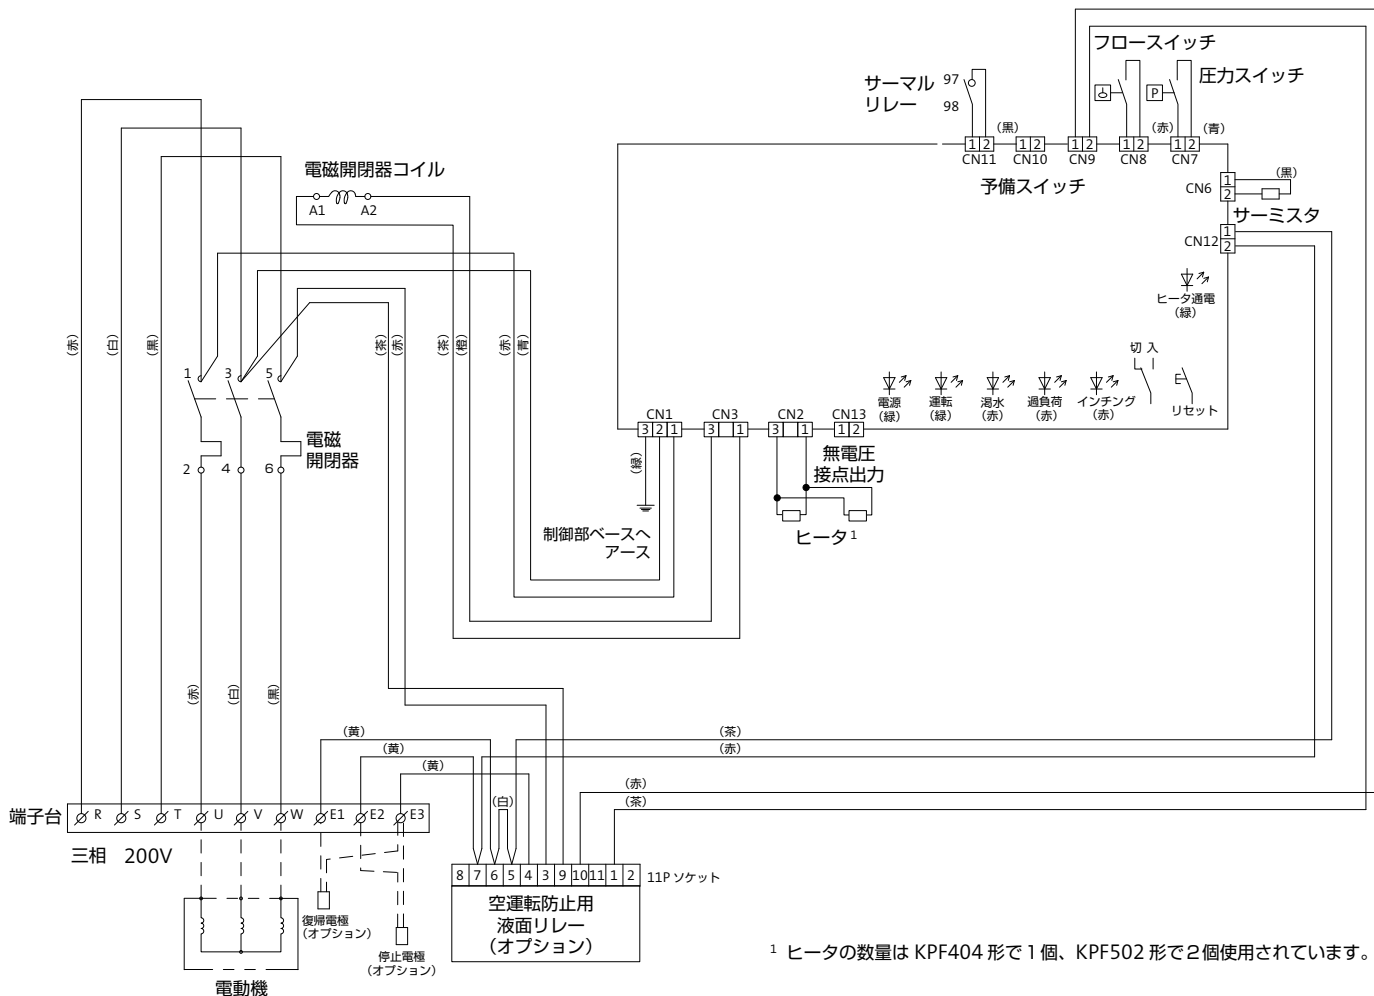 フロースイッチ
圧力スイッチ
サーマル
リレー
97
98
P
(黒)
(赤)
(青)
1 2
1 2
1 2
1 2
1 2
CN11
CN10
CN9
CN8
CN7
予備スイッチ
(黒)
CN6
1
2
サーミスタ
CN12
1
2
電磁開閉器コイル
A1
A2
ヒータ通電
(緑)
(赤)
(白)
(黒)
(茶)
(赤)
(茶)
(橙)
(赤)
(青)
切 入
リセット
電源
(緑)
運転
(緑)
渇水
(赤)
過負荷
(赤)
インチング
(赤)
1
3
5
CN1
CN3
CN2
CN13
3 2 1
3 1
3 1
1 2
電磁
開閉器
2
4
6
(緑)
無電圧
接点出力
制御部ベースへ
アース
ヒータ 1
(赤)
(白)
(黒)
(黄)
(茶)
(黄)
(赤)
(黄)
(赤)
(白)
(茶)
端子台
R S T U V W E1 E2 E3
三相 200V
8 7 6 5 4 3 9 10 11 1 2
11P ソケット
空運転防止用
液面リレー
(オプション)
復帰電極
(オプション)
停止電極
(オプション)
電動機
1 ヒータの数量は KPF404 形で1個、KPF502 形で2個使用されています。